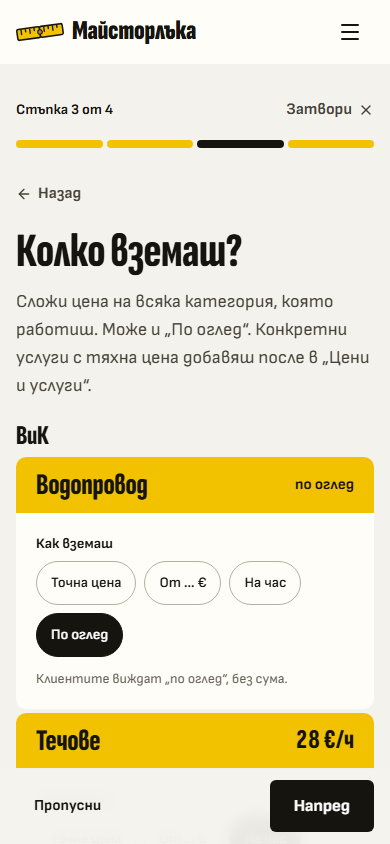 Майсторлъка
Стъпка 3 от 4
Затвори
Назад
Колко вземаш?
Сложи цена на всяка категория, която
работиш. Може и „По оглед“. Конкретни
услуги с тяхна цена добавяш после в „Цени
и услуги“.
ВиК
Водопровод
по оглед
Как вземаш
Точна цена
От ... €
На час
По оглед
Клиентите виждат „по оглед“, без сума.
Течове
28 €/ч
Пропусни
Напред